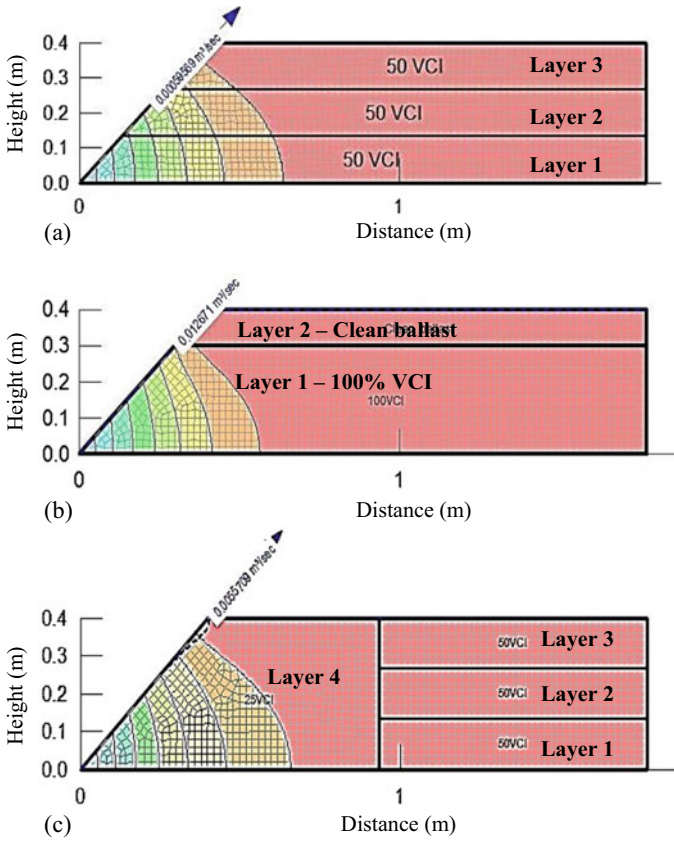 0.00059569 m³/sec
Height (m)
0.4
0.3
0.2
0.1
0.0
50 VCI Layer 3
50 VCI Layer 2
50 VCI Layer 1
0 1
(a) Distance (m)
0.012671 m³/sec
Height (m)
0.4
0.3
0.2
0.1
0.0
Layer 2 – Clean ballast
Layer 1 – 100% VCI
100VCI
0 1
(b) Distance (m)
0.0055709 m³/sec
Height (m)
0.4
0.3
0.2
0.1
0.0
Layer 4
25VCI
50VCI Layer 3
50VCI Layer 2
50VCI Layer 1
0 1
(c) Distance (m)